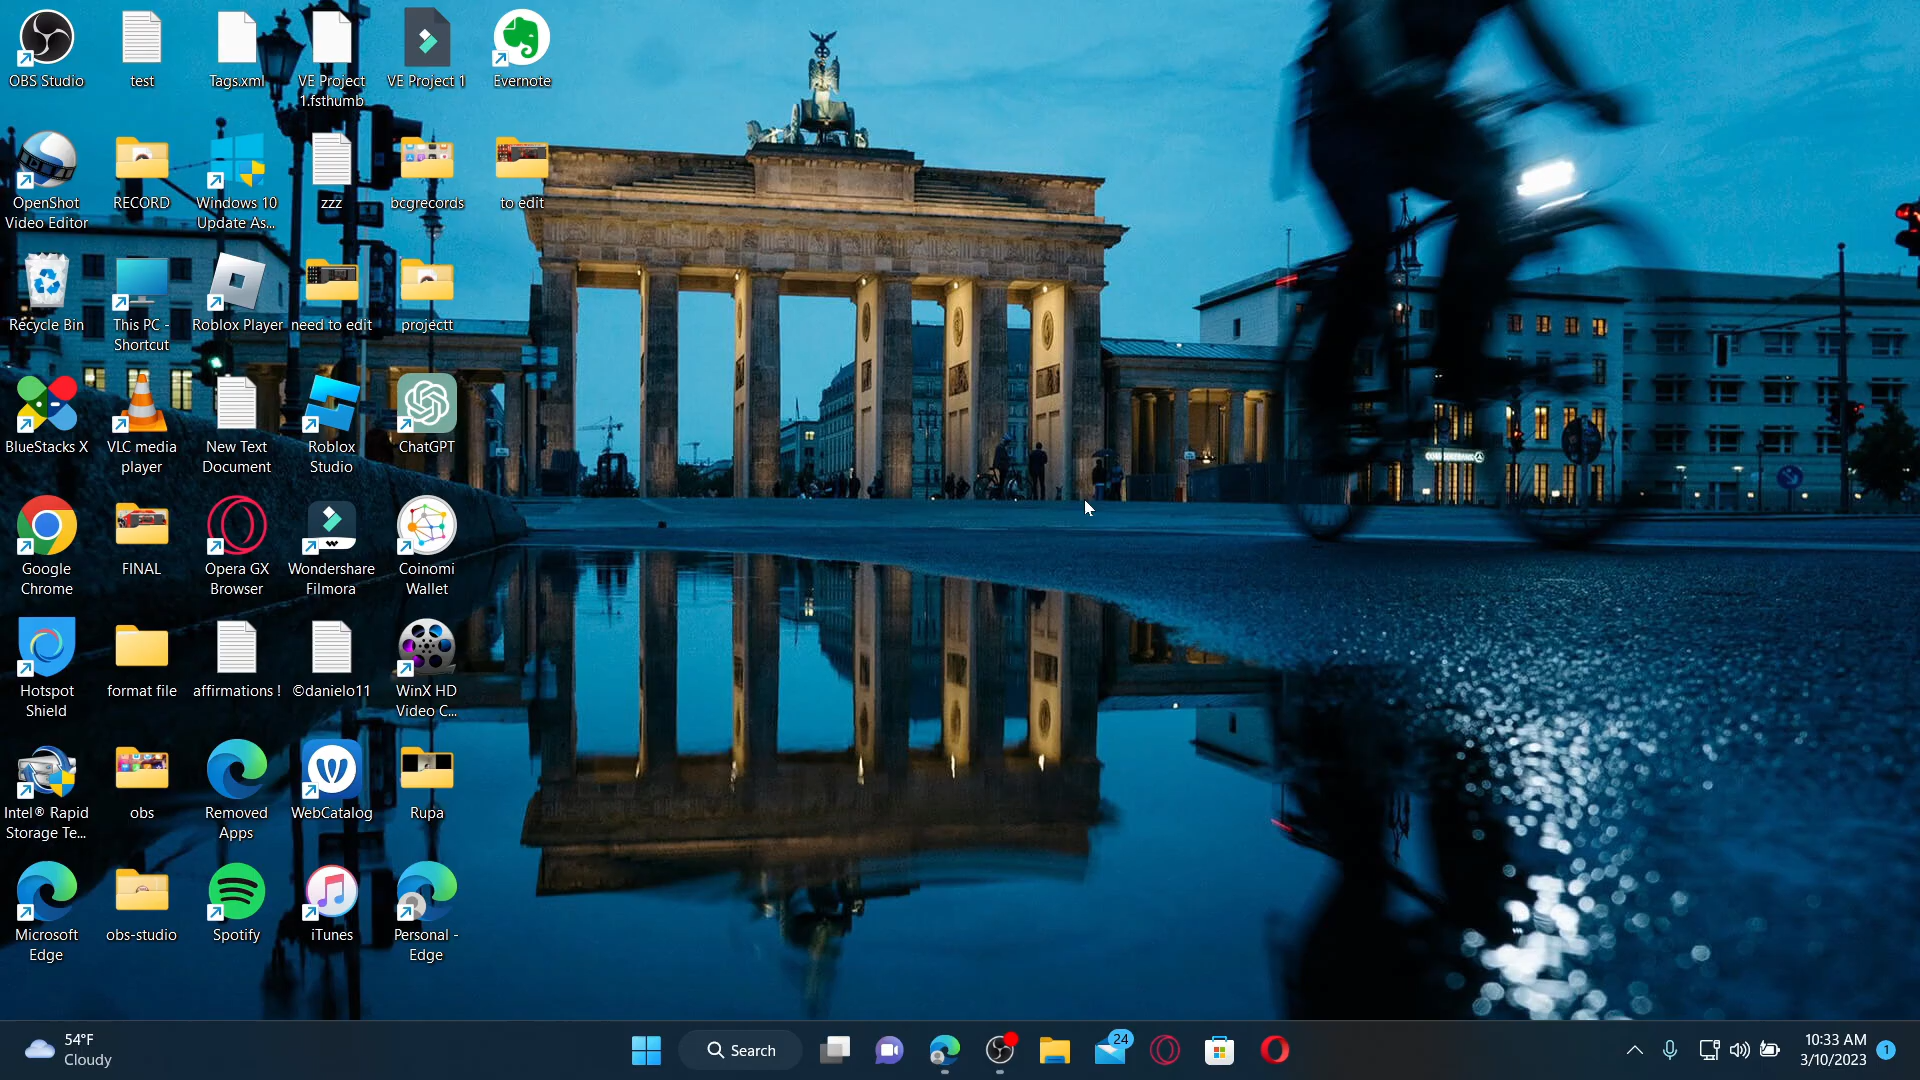 OBS Studio
test
Tags.xml
VE Project
1.fsthumb
VE Project 1
Evernote
OpenShot
Video Editor
RECORD
Windows 10
Update As...
zzz
bcgrecords
to edit
Recycle Bin
This PC -
Shortcut
Roblox Player
need to edit
projectt
BlueStacks X
VLC media
player
New Text
Document
Roblox
Studio
ChatGPT
Google
Chrome
FINAL
Opera GX
Browser
Wondershare
Filmora
Coinomi
Wallet
Hotspot
Shield
format file
affirmations !
©danielo11
WinX HD
Video C...
Intel® Rapid
Storage Te...
obs
Removed
Apps
WebCatalog
Rupa
Microsoft
Edge
obs-studio
Spotify
iTunes
Personal -
Edge
54°F
Cloudy
Search
24
10:33 AM
3/10/2023
1